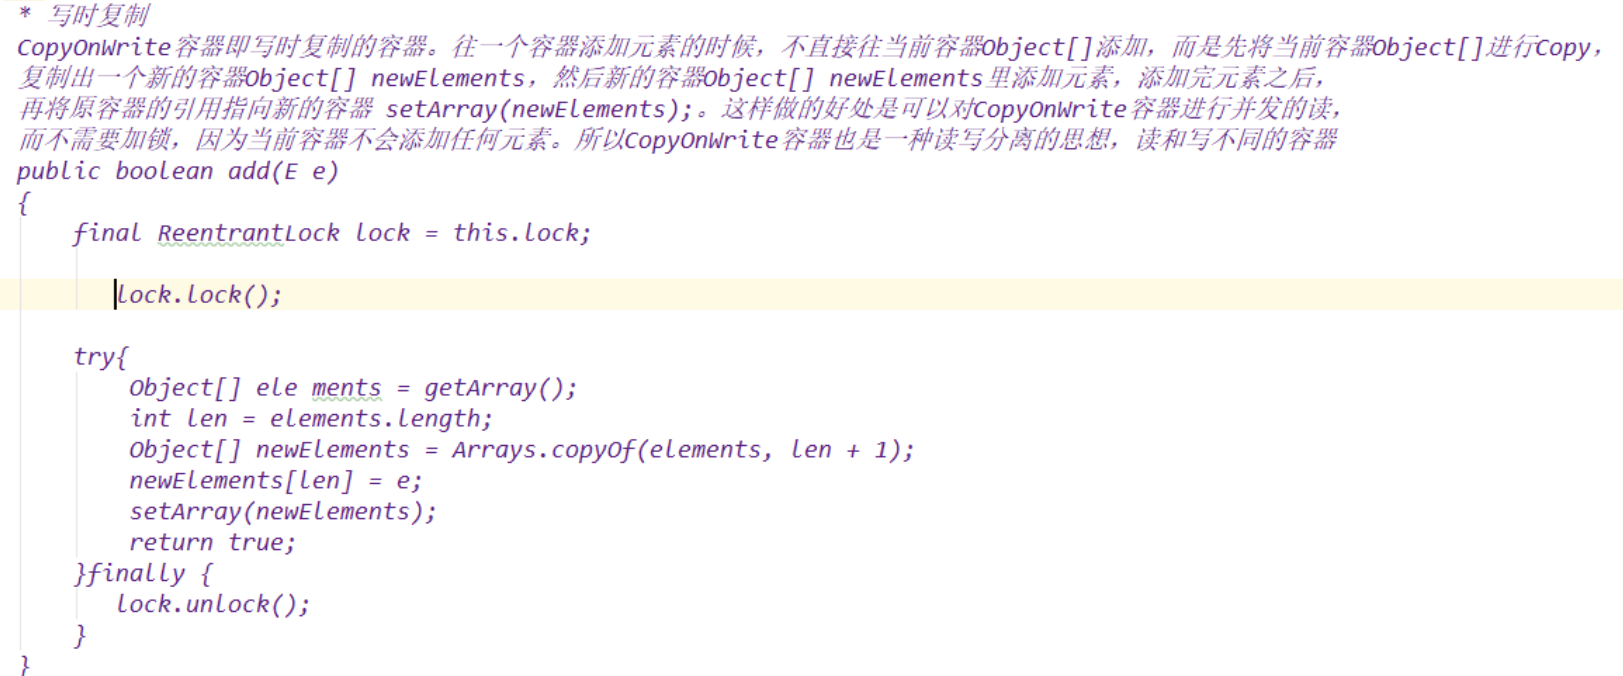 * 写时复制
CopyOnWrite容器即写时复制的容器。往一个容器添加元素的时候，不直接往当前容器Object[]添加，而是先将当前容器Object[]进行Copy，
复制出一个新的容器Object[] newElements，然后新的容器Object[] newElements里添加元素，添加完元素之后，
再将原容器的引用指向新的容器 setArray(newElements);。这样做的好处是可以对CopyOnWrite容器进行并发的读，
而不需要加锁，因为当前容器不会添加任何元素。所以CopyOnWrite容器也是一种读写分离的思想，读和写不同的容器
public boolean add(E e)
{
final ReentrantLock lock = this.lock;
lock.lock();
try{
Object[] ele ments = getArray();
int len = elements.length;
Object[] newElements = Arrays.copyOf(elements, len + 1);
newElements[len] = e;
setArray(newElements);
return true;
}finally {
lock.unlock();
}
}